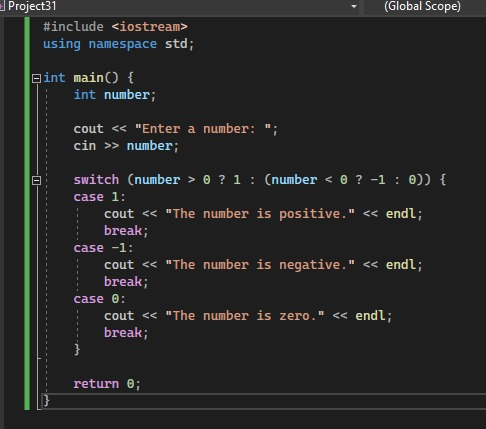 Project31 (Global Scope)
#include <iostream>
using namespace std;
int main() {
    int number;
    cout << "Enter a number: ";
    cin >> number;
    switch (number > 0 ? 1 : (number < 0 ? -1 : 0)) {
    case 1:
        cout << "The number is positive." << endl;
        break;
    case -1:
        cout << "The number is negative." << endl;
        break;
    case 0:
        cout << "The number is zero." << endl;
        break;
    }
    return 0;
}